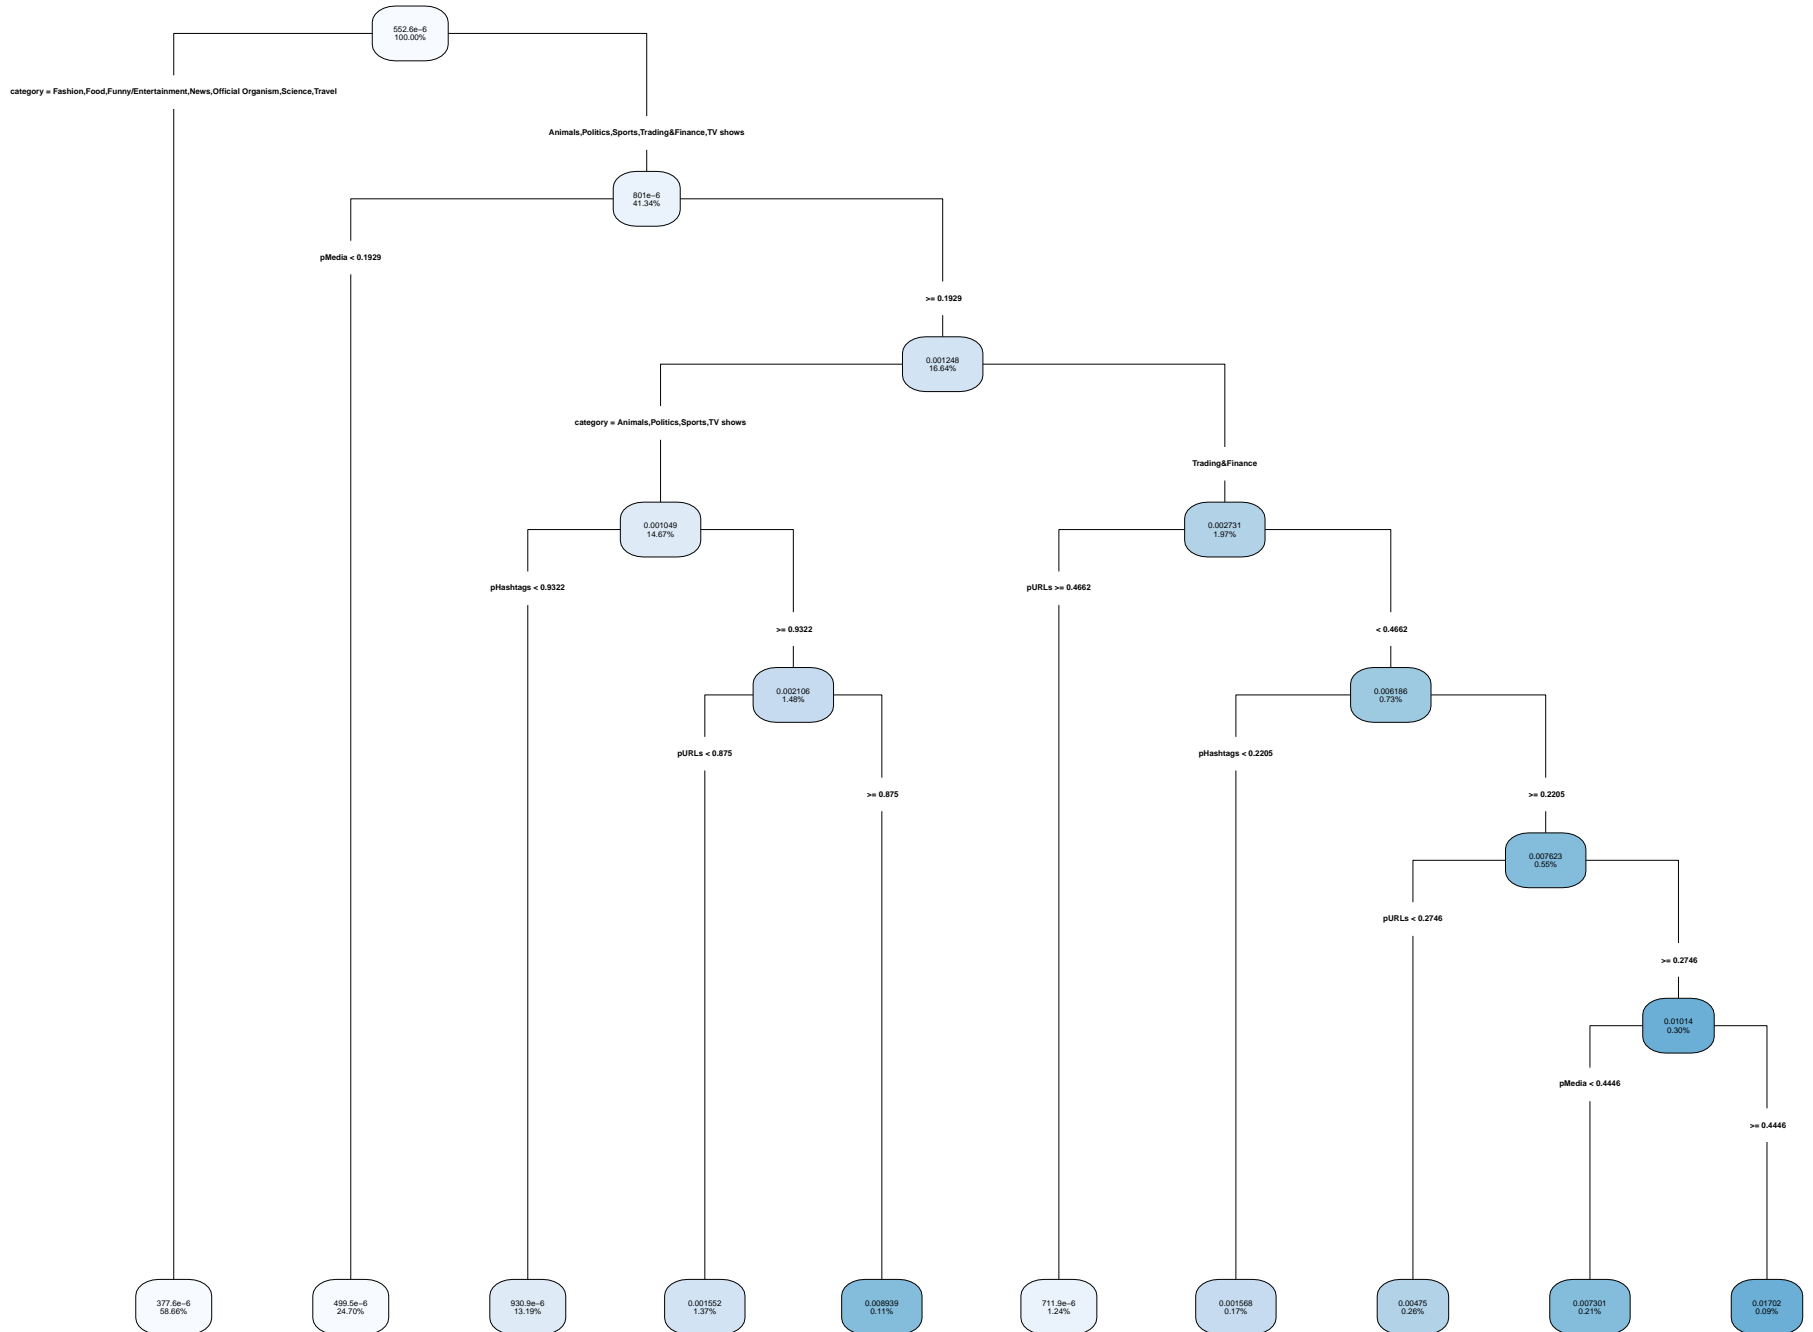 552.6e−6
100.00%
category = Fashion,Food,Funny/Entertainment,News,Official Organism,Science,Travel
Animals,Politics,Sports,Trading&Finance,TV shows
801e−6
41.34%
pMedia < 0.1929
>= 0.1929
0.001248
16.64%
category = Animals,Politics,Sports,TV shows
Trading&Finance
0.001049
14.67%
0.002731
1.97%
pHashtags < 0.9322
>= 0.9322
pURLs >= 0.4662
< 0.4662
0.002106
1.48%
0.006186
0.73%
pURLs < 0.875
>= 0.875
pHashtags < 0.2205
>= 0.2205
0.007623
0.55%
pURLs < 0.2746
>= 0.2746
0.01014
0.30%
pMedia < 0.4446
>= 0.4446
377.6e−6
58.66%
499.5e−6
24.70%
930.9e−6
13.19%
0.001552
1.37%
0.008939
0.11%
711.9e−6
1.24%
0.001568
0.17%
0.00475
0.26%
0.007301
0.21%
0.01702
0.09%